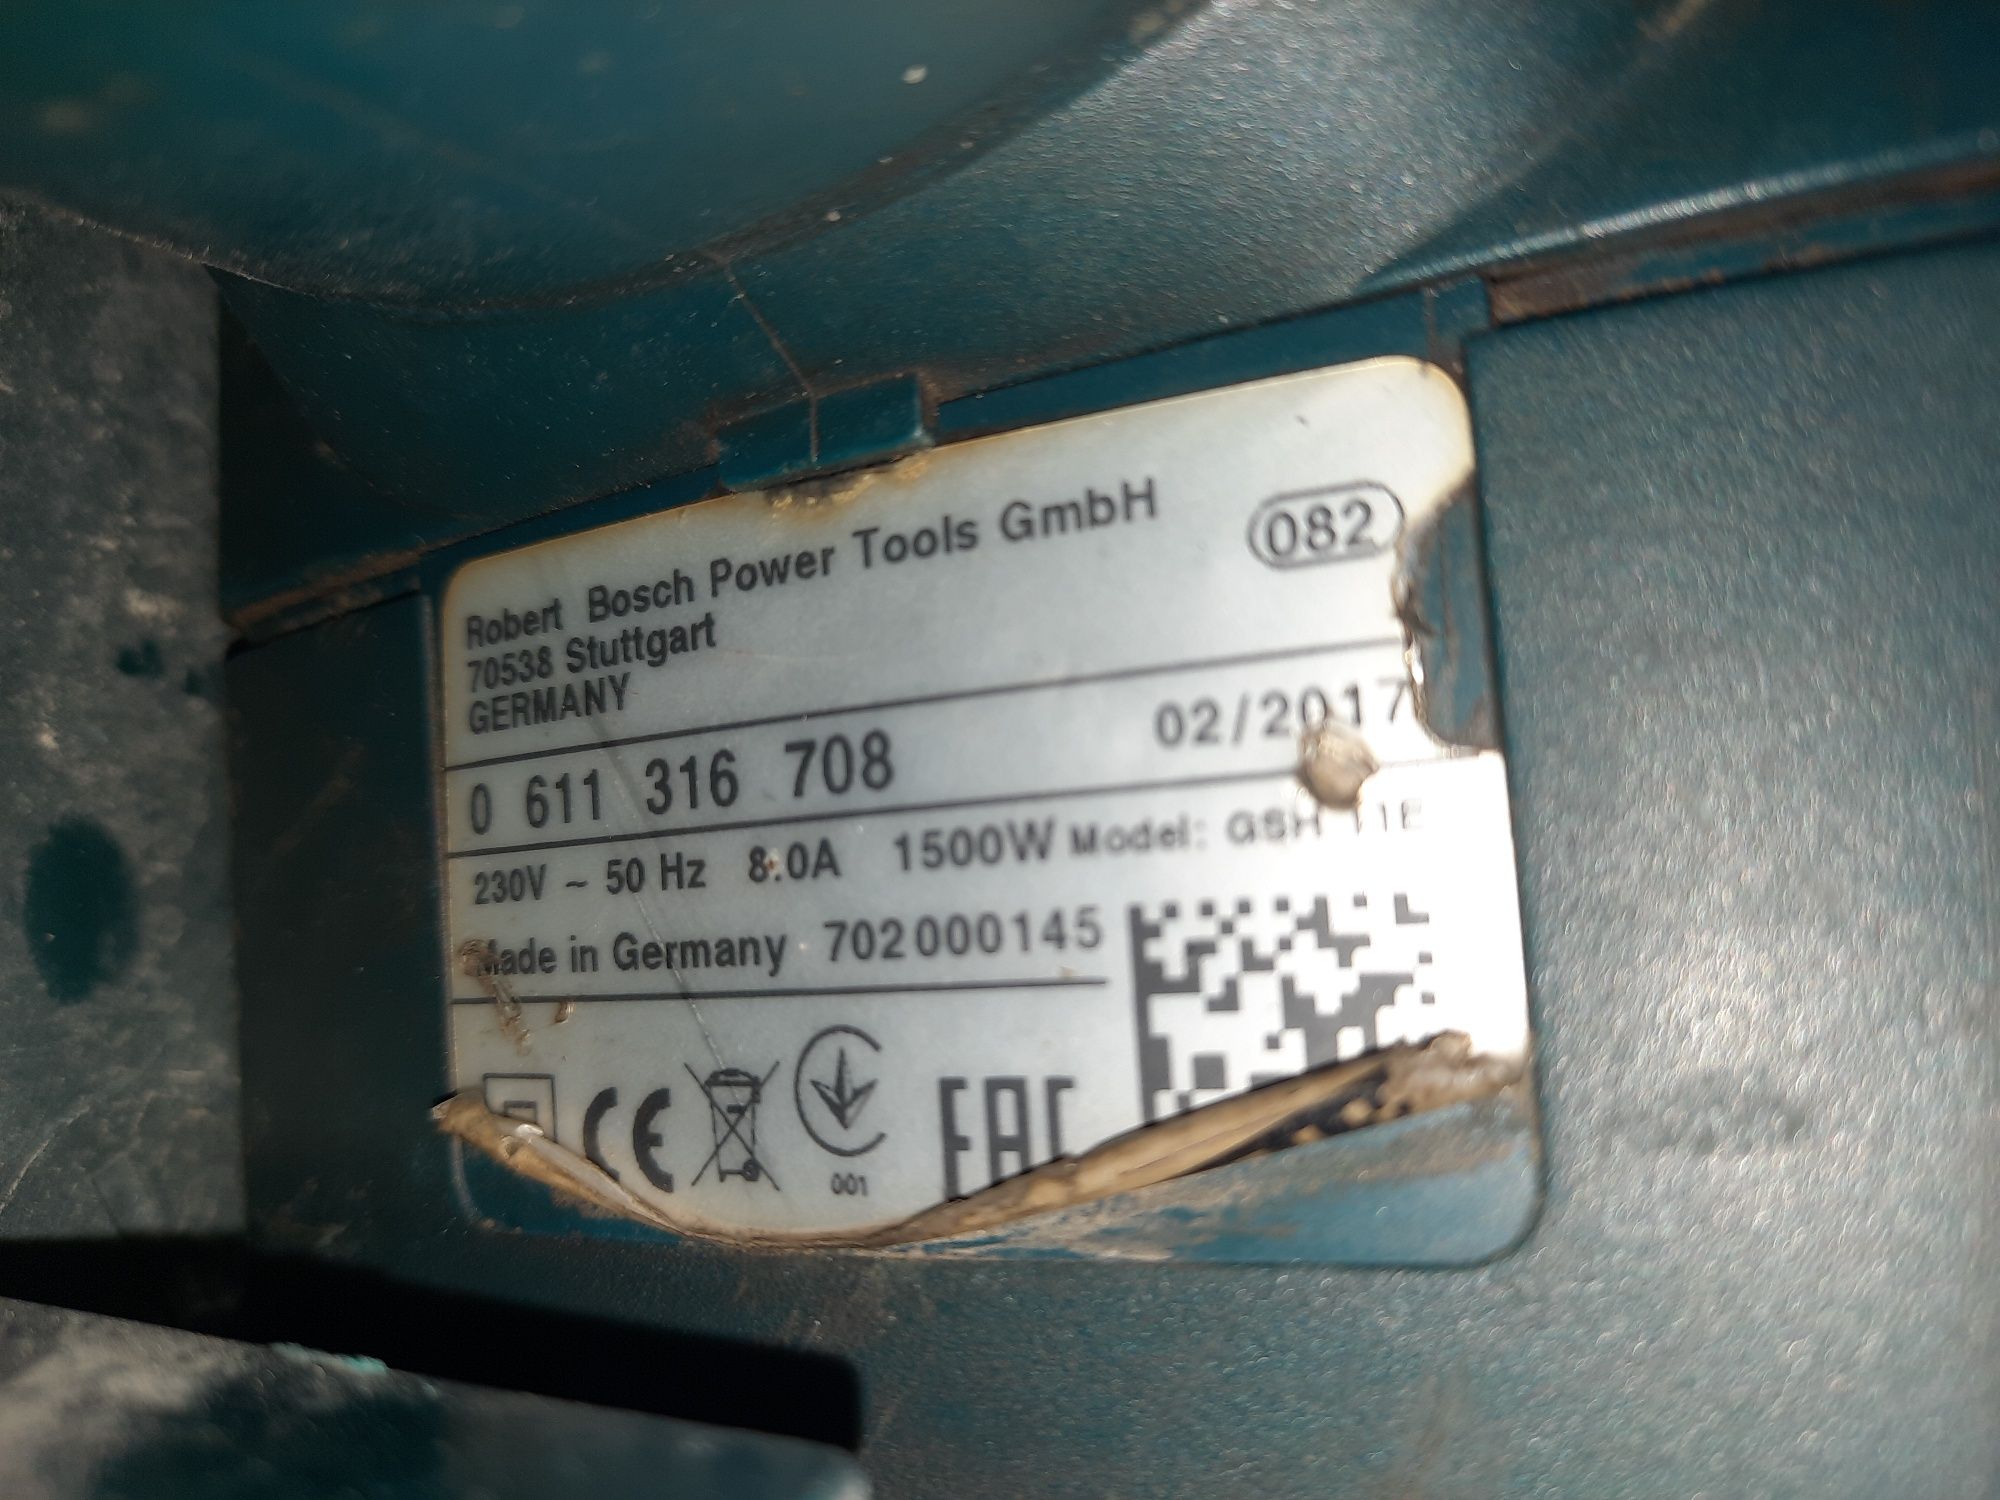 Robert Bosch Power Tools GmbH
082
70538 Stuttgart
GERMANY
0 611 316 708
02/2017
230V ~ 50 Hz 8.0A 1500W Model: GSH 11E
Made in Germany 702000145
CE
001
EAC